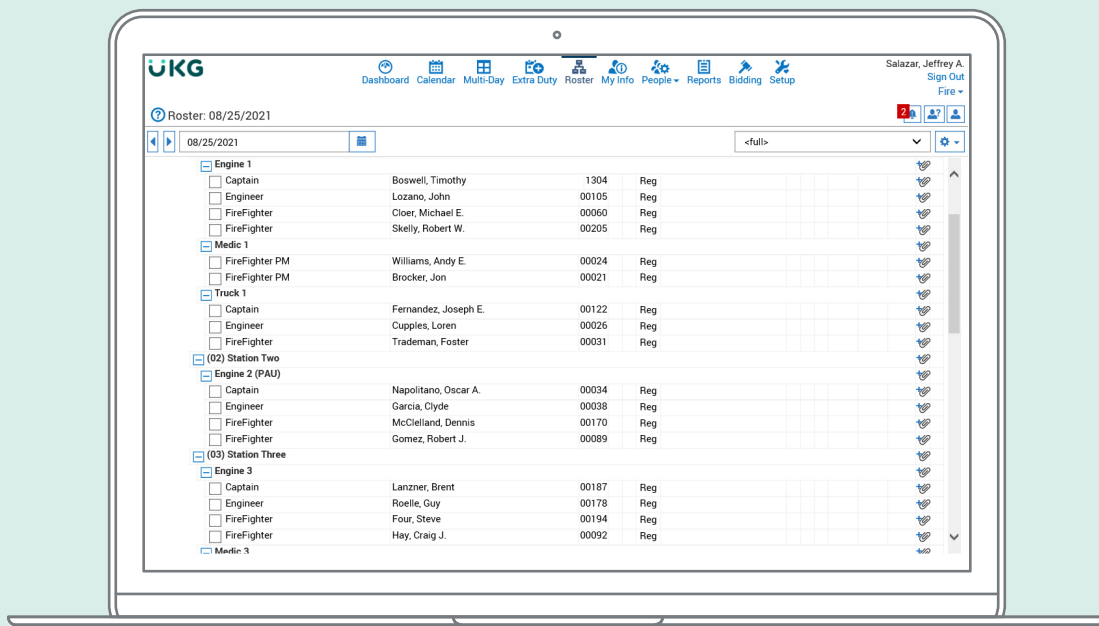 UKG
Dashboard Calendar Multi-Day Extra Duty Roster My Info People Reports Bidding Setup
Salazar, Jeffrey A.
Sign Out
Fire
? Roster: 08/25/2021
2
08/25/2021
<full>
Engine 1
Captain Boswell, Timothy 1304 Reg
Engineer Lozano, John 00105 Reg
FireFighter Cloer, Michael E. 00060 Reg
FireFighter Skelly, Robert W. 00205 Reg
Medic 1
FireFighter PM Williams, Andy E. 00024 Reg
FireFighter PM Brocker, Jon 00021 Reg
Truck 1
Captain Fernandez, Joseph E. 00122 Reg
Engineer Cupples, Loren 00026 Reg
FireFighter Trademan, Foster 00031 Reg
(02) Station Two
Engine 2 (PAU)
Captain Napolitano, Oscar A. 00034 Reg
Engineer Garcia, Clyde 00038 Reg
FireFighter McClelland, Dennis 00170 Reg
FireFighter Gomez, Robert J. 00089 Reg
(03) Station Three
Engine 3
Captain Lanzner, Brent 00187 Reg
Engineer Roelle, Guy 00178 Reg
FireFighter Four, Steve 00194 Reg
FireFighter Hay, Craig J. 00092 Reg
Medic 3